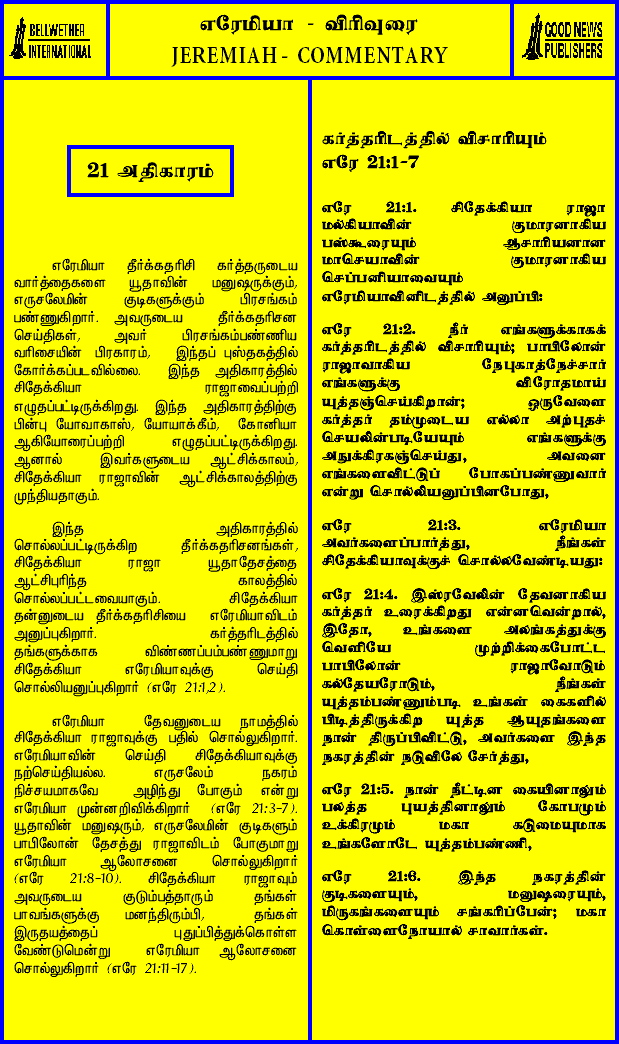 BELLWETHER
INTERNATIONAL
எரேமியா - விரிவுரை
JEREMIAH - COMMENTARY
GOOD NEWS
PUBLISHERS
21 அதிகாரம்
எரேமியா தீர்க்கதரிசி கர்த்தருடைய
வார்த்தைகளை யூதாவின் மனுஷருக்கும்,
எருசலேமின் குடிகளுக்கும் பிரசங்கம்
பண்ணுகிறார். அவருடைய தீர்க்கதரிசன
செய்திகள், அவர் பிரசங்கம்பண்ணிய
வரிசையின் பிரகாரம், இந்தப் புஸ்தகத்தில்
கோர்க்கப்படவில்லை. இந்த அதிகாரத்தில்
சிதேக்கியா ராஜாவைப்பற்றி
எழுதப்பட்டிருக்கிறது. இந்த அதிகாரத்திற்கு
பின்பு யோவாகாஸ், யோயாக்கீம், கோனியா
ஆகியோரைப்பற்றி எழுதப்பட்டிருக்கிறது.
ஆனால் இவர்களுடைய ஆட்சிக்காலம்,
சிதேக்கியா ராஜாவின் ஆட்சிக்காலத்திற்கு
முந்தியதாகும்.
இந்த அதிகாரத்தில்
சொல்லப்பட்டிருக்கிற தீர்க்கதரிசனங்கள்,
சிதேக்கியா ராஜா யூதாதேசத்தை
ஆட்சிபுரிந்த காலத்தில்
சொல்லப்பட்டவையாகும். சிதேக்கியா
தன்னுடைய தீர்க்கதரிசியை எரேமியாவிடம்
அனுப்புகிறார். கர்த்தரிடத்தில்
தங்களுக்காக விண்ணப்பம்பண்ணுமாறு
சிதேக்கியா எரேமியாவுக்கு செய்தி
சொல்லியனுப்புகிறார் (எரே 21:1,2).
எரேமியா தேவனுடைய நாமத்தில்
சிதேக்கியா ராஜாவுக்கு பதில் சொல்லுகிறார்.
எரேமியாவின் செய்தி சிதேக்கியாவுக்கு
நற்செய்தியல்ல. எருசலேம் நகரம்
நிச்சயமாகவே அழிந்து போகும் என்று
எரேமியா முன்னறிவிக்கிறார் (எரே 21:3-7).
யூதாவின் மனுஷரும், எருசலேமின் குடிகளும்
பாபிலோன் தேசத்து ராஜாவிடம் போகுமாறு
எரேமியா ஆலோசனை சொல்லுகிறார்
(எரே 21:8-10). சிதேக்கியா ராஜாவும்
அவருடைய குடும்பத்தாரும் தங்கள்
பாவங்களுக்கு மனந்திரும்பி, தங்கள்
இருதயத்தைப் புதுப்பித்துக்கொள்ள
வேண்டுமென்று எரேமியா ஆலோசனை
சொல்லுகிறார் (எரே 21:11-17).
கர்த்தரிடத்தில் விசாரியும்
எரே 21:1-7
எரே 21:1. சிதேக்கியா ராஜா
மல்கியாவின் குமாரனாகிய
பஸ்கூரையும் ஆசாரியனான
மாசெயாவின் குமாரனாகிய
செப்பனியாவையும்
எரேமியாவினிடத்தில் அனுப்பி:
எரே 21:2. நீர் எங்களுக்காகக்
கர்த்தரிடத்தில் விசாரியும்; பாபிலோன்
ராஜாவாகிய நேபுகாத்நேச்சார்
எங்களுக்கு விரோதமாய்
யுத்தஞ்செய்கிறான்; ஒருவேளை
கர்த்தர் தம்முடைய எல்லா அற்புதச்
செயலின்படியேயும் எங்களுக்கு
அநுக்கிரகஞ்செய்து, அவனை
எங்களைவிட்டுப் போகப்பண்ணுவார்
என்று சொல்லியனுப்பினபோது,
எரே 21:3. எரேமியா
அவர்களைப்பார்த்து, நீங்கள்
சிதேக்கியாவுக்குச் சொல்லவேண்டியது:
எரே 21:4. இஸ்ரவேலின் தேவனாகிய
கர்த்தர் உரைக்கிறது என்னவென்றால்,
இதோ, உங்களை அலங்கத்துக்கு
வெளியே முற்றிக்கைபோட்ட
பாபிலோன் ராஜாவோடும்
கல்தேயரோடும், நீங்கள்
யுத்தம்பண்ணும்படி உங்கள் கைகளில்
பிடித்திருக்கிற யுத்த ஆயுதங்களை
நான் திருப்பிவிட்டு, அவர்களை இந்த
நகரத்தின் நடுவிலே சேர்த்து,
எரே 21:5. நான் நீட்டின கையினாலும்
பலத்த புயத்தினாலும் கோபமும்
உக்கிரமும் மகா கடுமையுமாக
உங்களோடே யுத்தம்பண்ணி,
எரே 21:6. இந்த நகரத்தின்
குடிகளையும், மனுஷரையும்,
மிருகங்களையும் சங்கரிப்பேன்; மகா
கொள்ளைநோயால் சாவார்கள்.